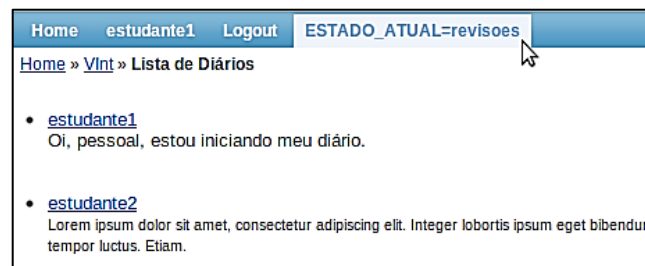 Home estudante1 Logout ESTADO_ATUAL=revisoes
Home » VInt » Lista de Diários
estudante1
Oi, pessoal, estou iniciando meu diário.
estudante2
Lorem ipsum dolor sit amet, consectetur adipiscing elit. Integer lobortis ipsum eget
tempor luctus. Etiam.